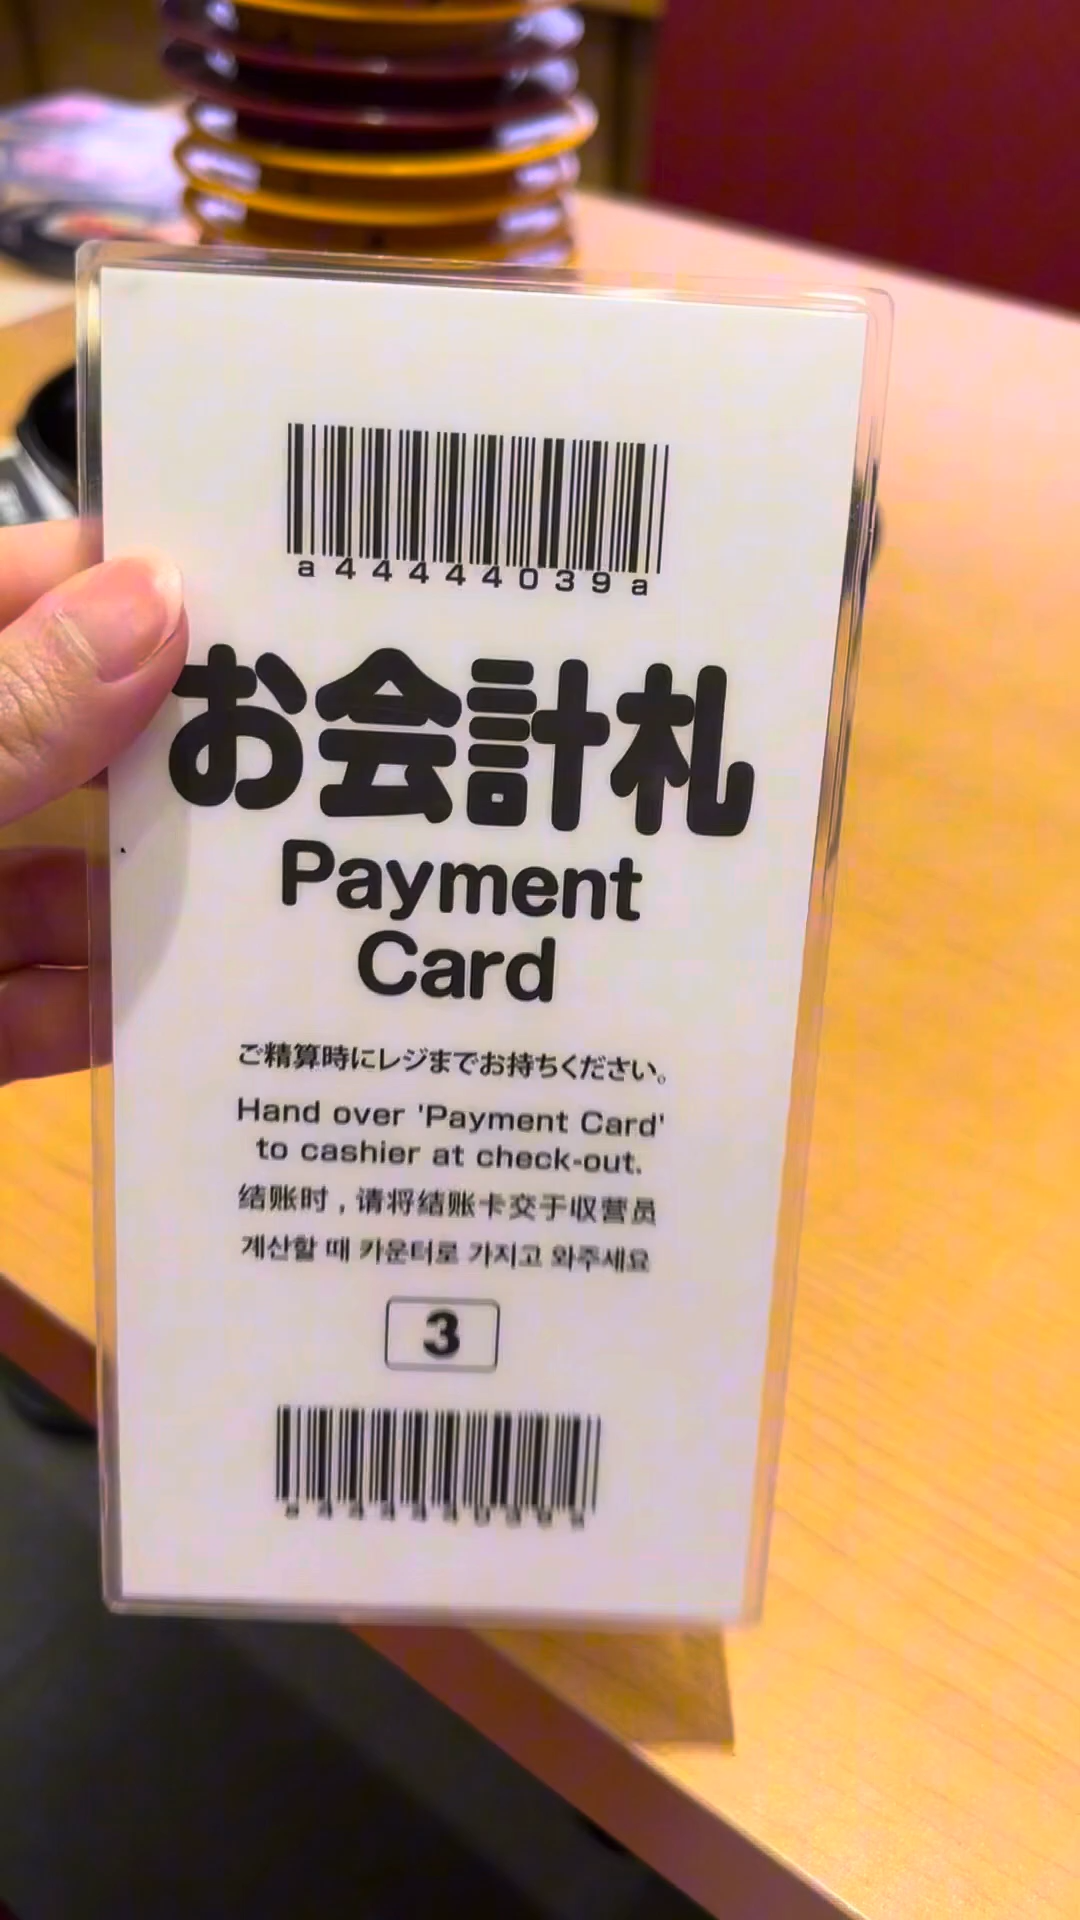 a44444039a
お会計札
Payment
Card
ご精算時にレジまでお持ちください。
Hand over 'Payment Card'
to cashier at check-out.
结账时，请将结账卡交于収营员
계산할 때 카운터로 가지고 와주세요
3